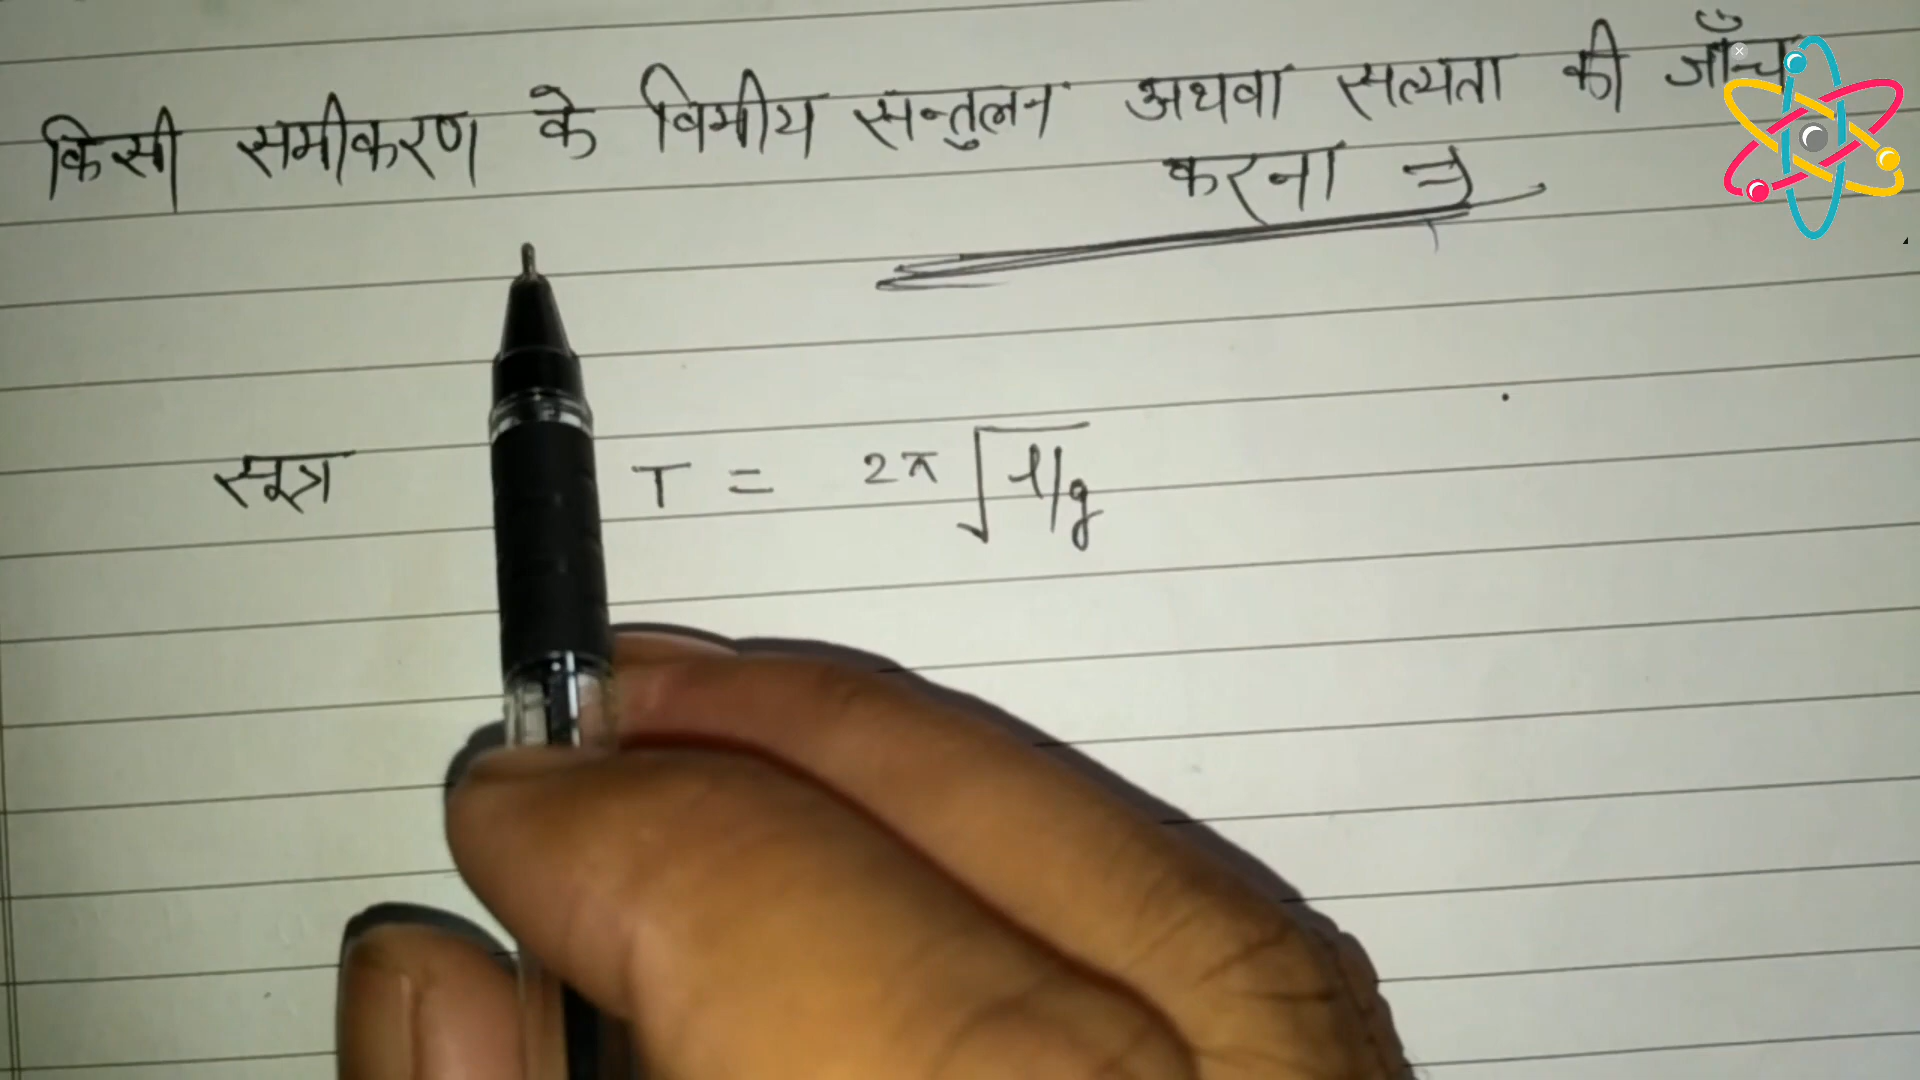 किसी समीकरण के विमीय सन्तुलन अथवा सत्यता की जाँच
करना ⇒
सूत्र T = 2π √l/g